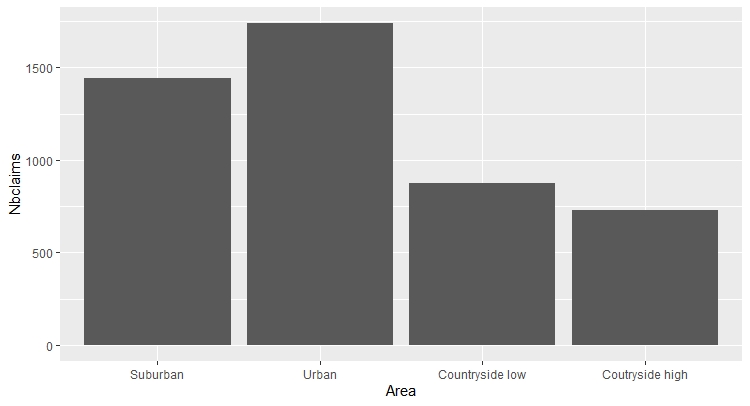 Nbclaims
1500
1000
500
0
Suburban
Urban
Countryside low
Coutryside high
Area